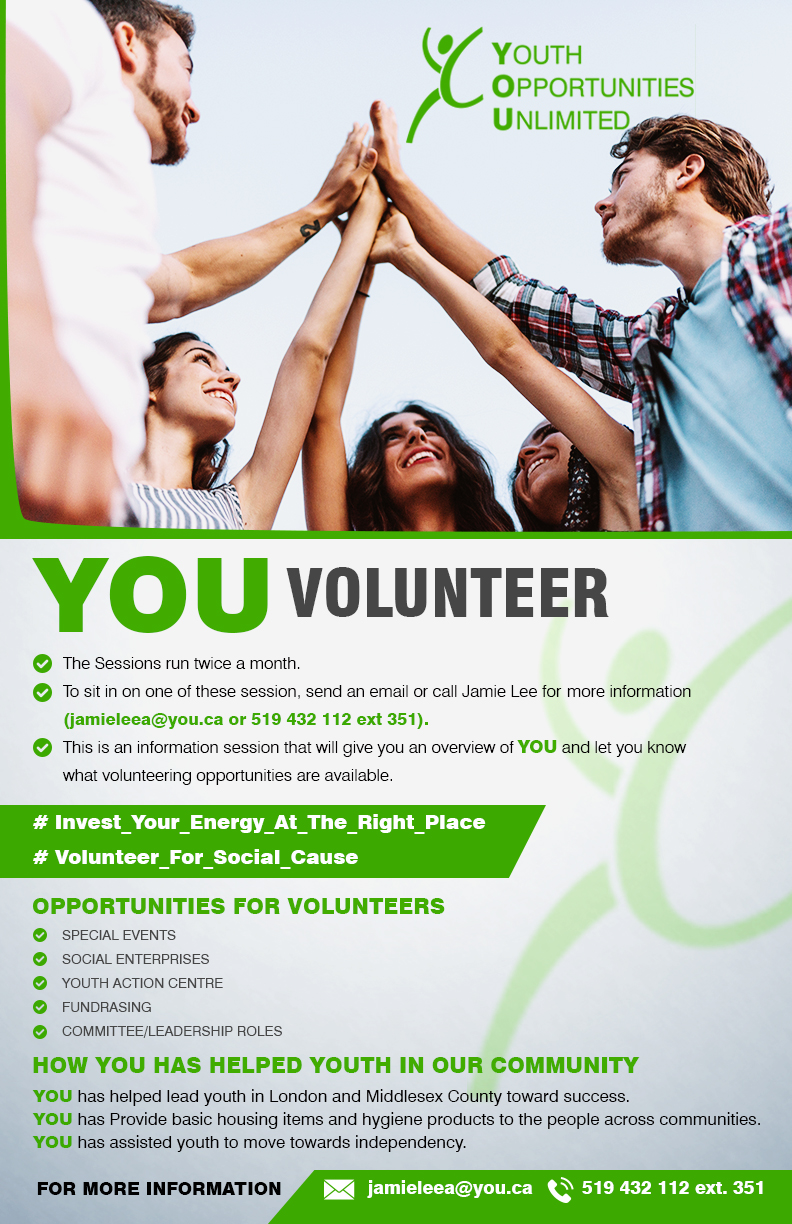 YOUTH
OPPORTUNITIES
UNLIMITED
YOU VOLUNTEER
The Sessions run twice a month.
To sit in on one of these session, send an email or call Jamie Lee for more information
(jamieleea@you.ca or 519 432 112 ext 351).
This is an information session that will give you an overview of YOU and let you know
what volunteering opportunities are available.
# Invest_Your_Energy_At_The_Right_Place
# Volunteer_For_Social_Cause
OPPORTUNITIES FOR VOLUNTEERS
SPECIAL EVENTS
SOCIAL ENTERPRISES
YOUTH ACTION CENTRE
FUNDRASING
COMMITTEE/LEADERSHIP ROLES
HOW YOU HAS HELPED YOUTH IN OUR COMMUNITY
YOU has helped lead youth in London and Middlesex County toward success.
YOU has Provide basic housing items and hygiene products to the people across communities.
YOU has assisted youth to move towards independency.
FOR MORE INFORMATION jamieleea@you.ca 519 432 112 ext. 351